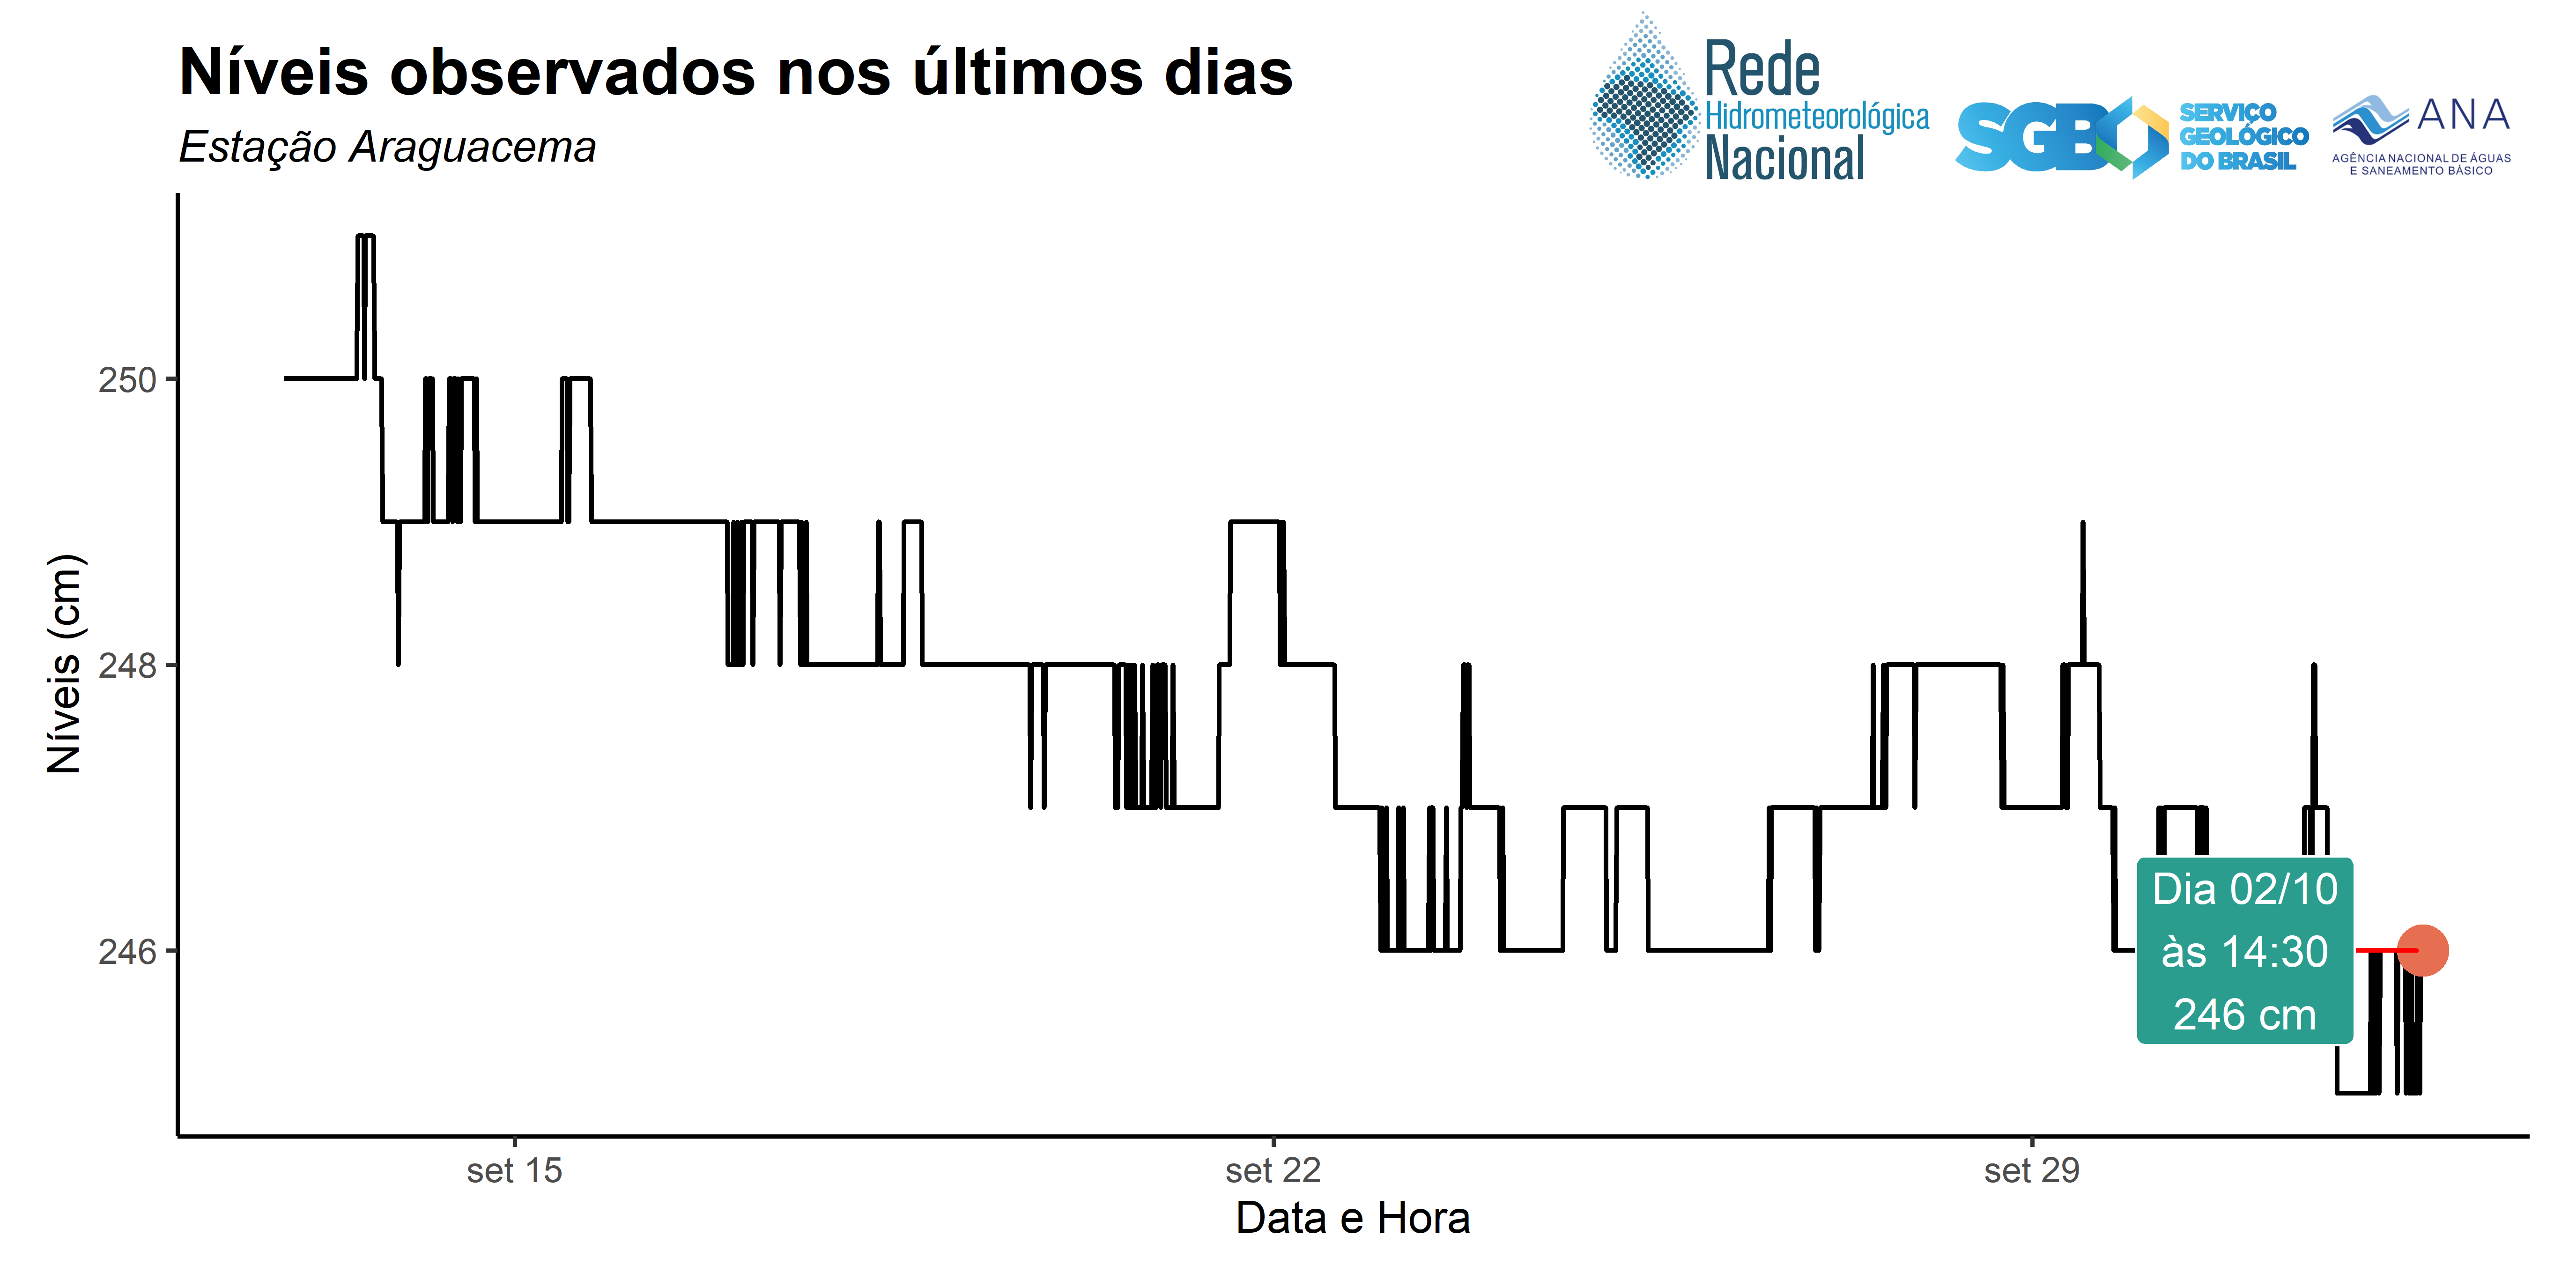 Níveis observados nos últimos dias
Estação Araguacema
Rede
Hidrometeorológica
Nacional
SGB
SERVIÇO
GEOLÓGICO
DO BRASIL
ANA
AGÊNCIA NACIONAL DE ÁGUAS
E SANEAMENTO BÁSICO
Níveis (cm)
250
248
246
Dia 02/10
às 14:30
246 cm
set 15
set 22
set 29
Data e Hora